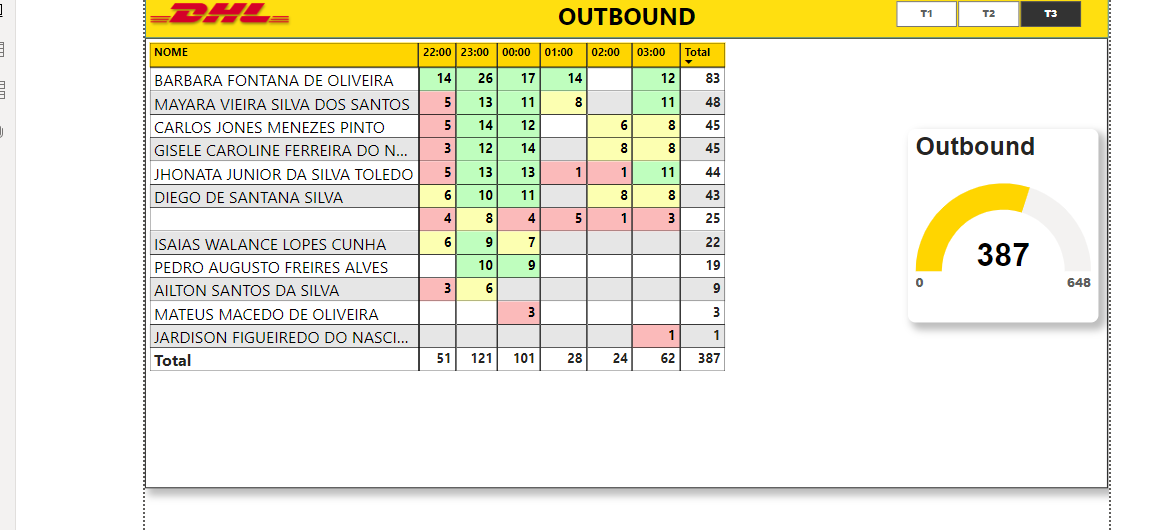 DHL
OUTBOUND
T1 T2 T3
NOME 22:00 23:00 00:00 01:00 02:00 03:00 Total
BARBARA FONTANA DE OLIVEIRA 14 26 17 14 12 83
MAYARA VIEIRA SILVA DOS SANTOS 5 13 11 8 11 48
CARLOS JONES MENEZES PINTO 5 14 12 6 8 45
GISELE CAROLINE FERREIRA DO N... 3 12 14 8 8 45
JHONATA JUNIOR DA SILVA TOLEDO 5 13 13 1 1 11 44
DIEGO DE SANTANA SILVA 6 10 11 8 8 43
4 8 4 5 1 3 25
ISAIAS WALANCE LOPES CUNHA 6 9 7 22
PEDRO AUGUSTO FREIRES ALVES 10 9 19
AILTON SANTOS DA SILVA 3 6 9
MATEUS MACEDO DE OLIVEIRA 3 3
JARDISON FIGUEIREDO DO NASCI... 1 1
Total 51 121 101 28 24 62 387
Outbound
387
0 648